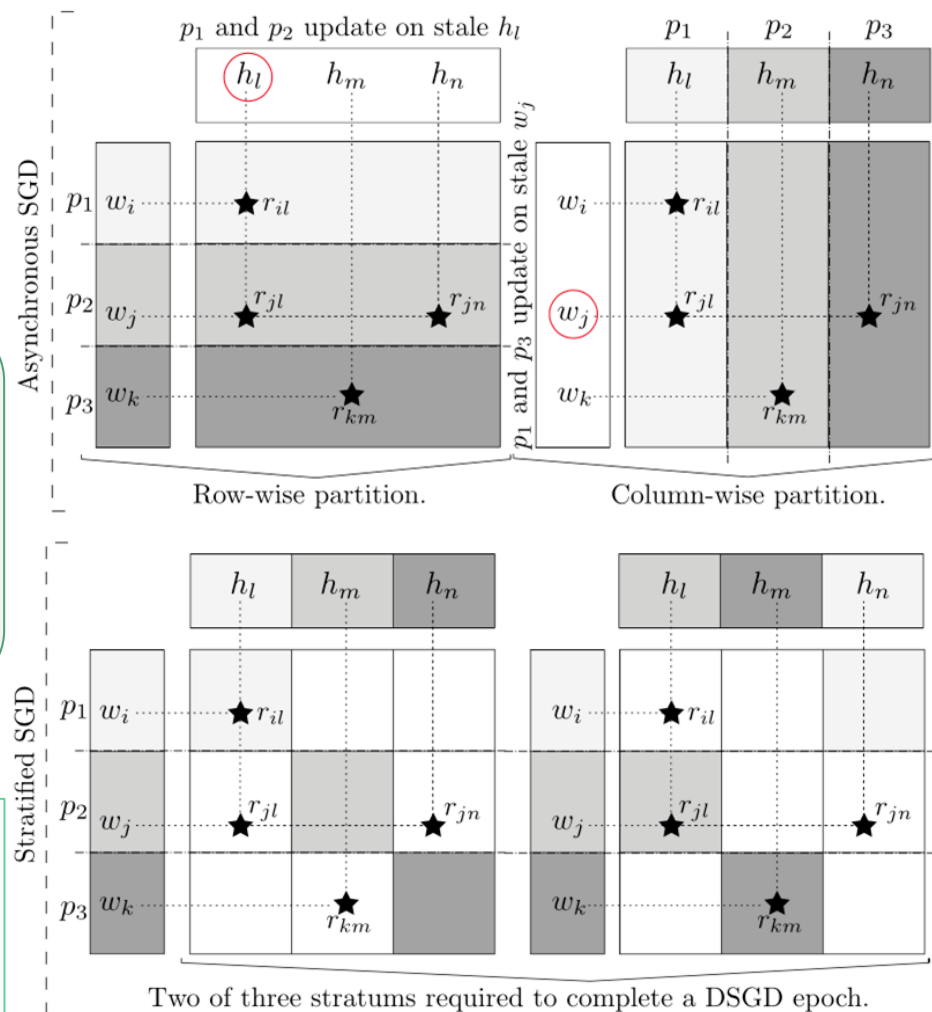 p₁ and p₂ update on stale hₗ
hₗ hₘ hₙ
Asynchronous SGD
p₁ wᵢ rᵢₗ
p₂ wⱼ rⱼₗ rⱼₙ
p₃ wₖ rₖₘ
Row-wise partition.
p₁ and p₃ update on stale wⱼ
p₁ p₂ p₃
hₗ hₘ hₙ
wᵢ rᵢₗ
wⱼ rⱼₗ rⱼₙ
wₖ rₖₘ
Column-wise partition.
Stratified SGD
hₗ hₘ hₙ
p₁ wᵢ rᵢₗ
p₂ wⱼ rⱼₗ rⱼₙ
p₃ wₖ rₖₘ
hₗ hₘ hₙ
wᵢ rᵢₗ
wⱼ rⱼₗ rⱼₙ
wₖ rₖₘ
Two of three stratums required to complete a DSGD epoch.